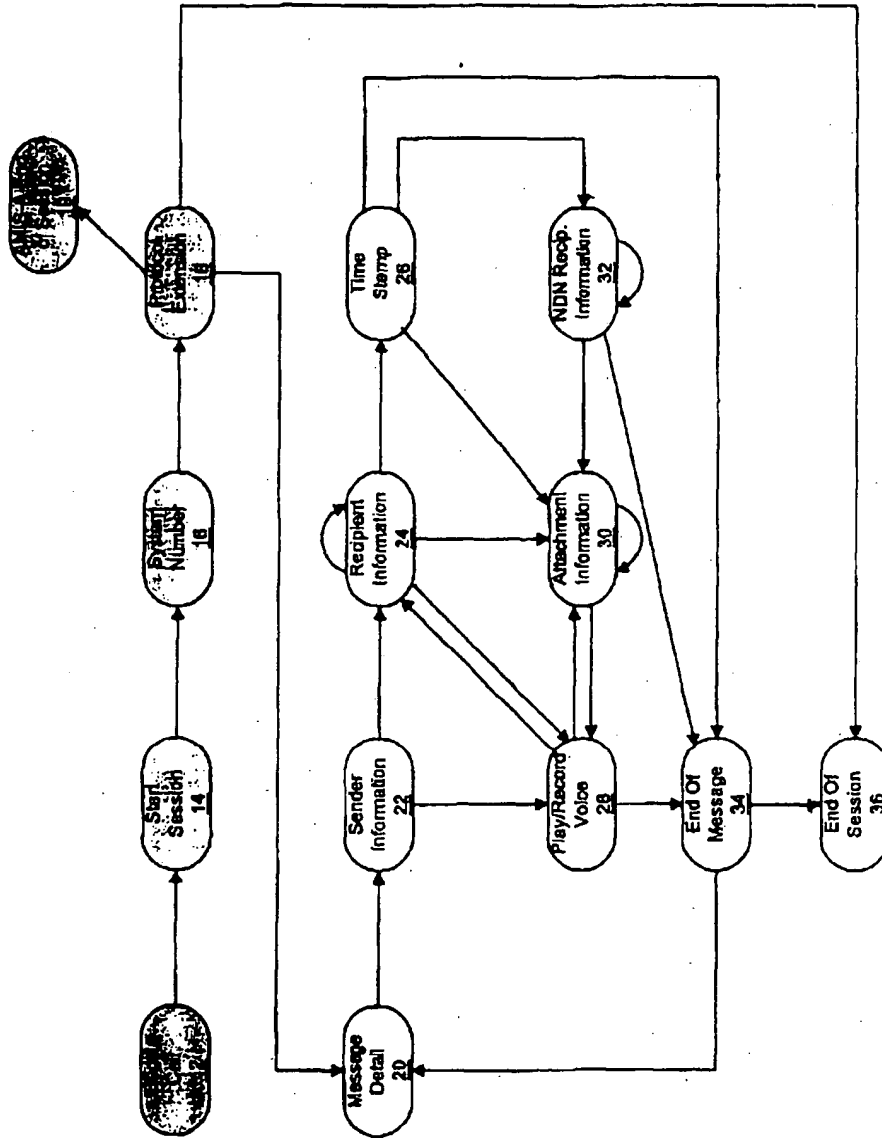 Start
Session
14
System
Number
16
Protocol
Extension
18
Message
Detail
20
Sender
Information
22
Recipient
Information
24
Time
Stamp
26
Play/Record
Voice
28
Attachment
Information
30
NDN Recip.
Information
32
End Of
Message
34
End Of
Session
36